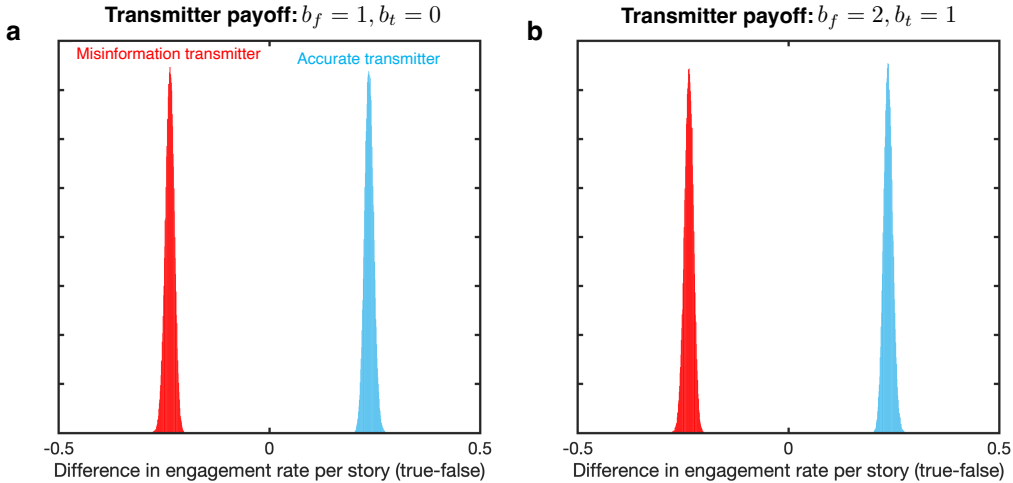 Transmitter payoff: b_f = 1, b_t = 0
a
Misinformation transmitter
Accurate transmitter
-0.5 0 0.5
Difference in engagement rate per story (true-false)
Transmitter payoff: b_f = 2, b_t = 1
b
-0.5 0 0.5
Difference in engagement rate per story (true-false)